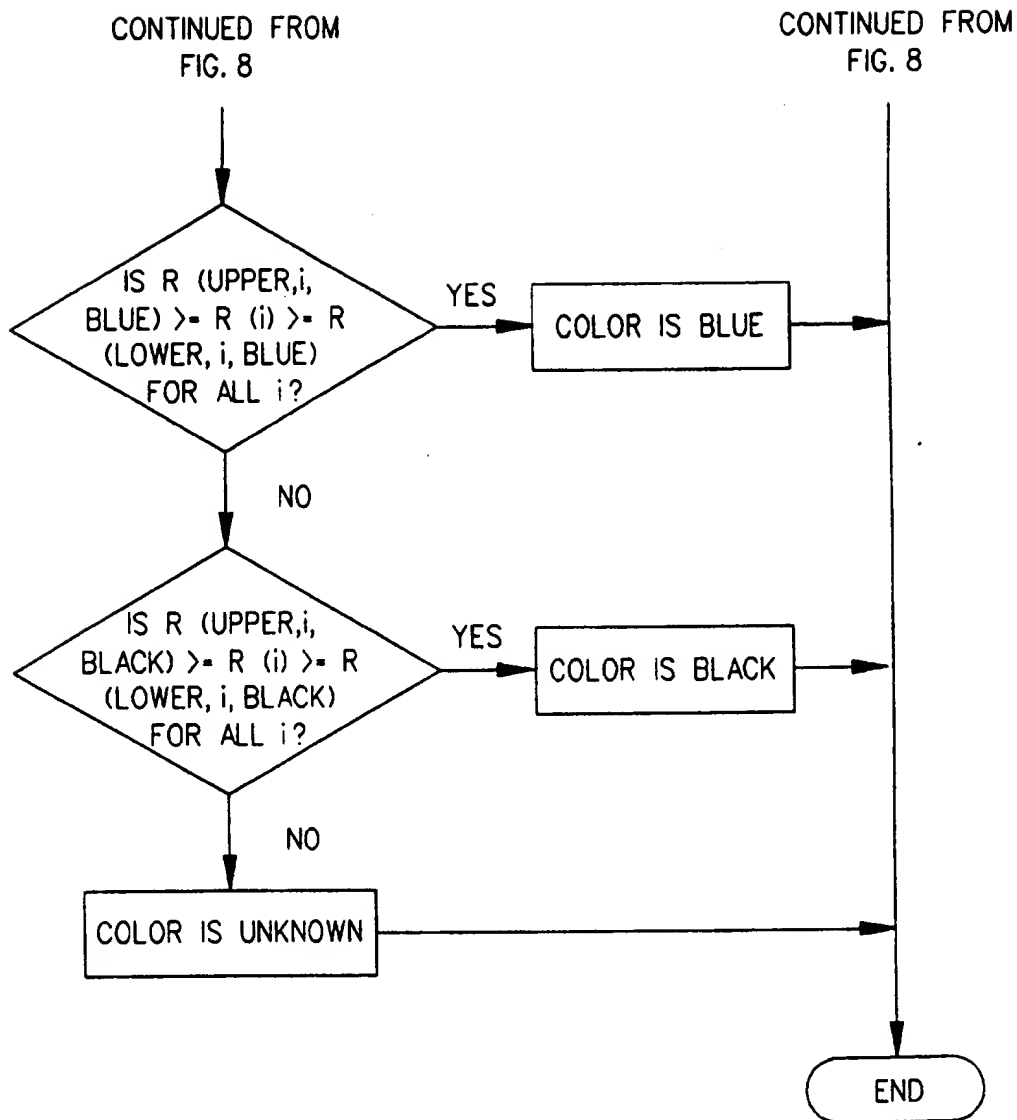 CONTINUED FROM
FIG. 8
CONTINUED FROM
FIG. 8
IS R (UPPER,i,
BLUE) >= R (i) >= R
(LOWER, i, BLUE)
FOR ALL i?
YES
COLOR IS BLUE
NO
IS R (UPPER,i,
BLACK) >= R (i) >= R
(LOWER, i, BLACK)
FOR ALL i?
YES
COLOR IS BLACK
NO
COLOR IS UNKNOWN
END